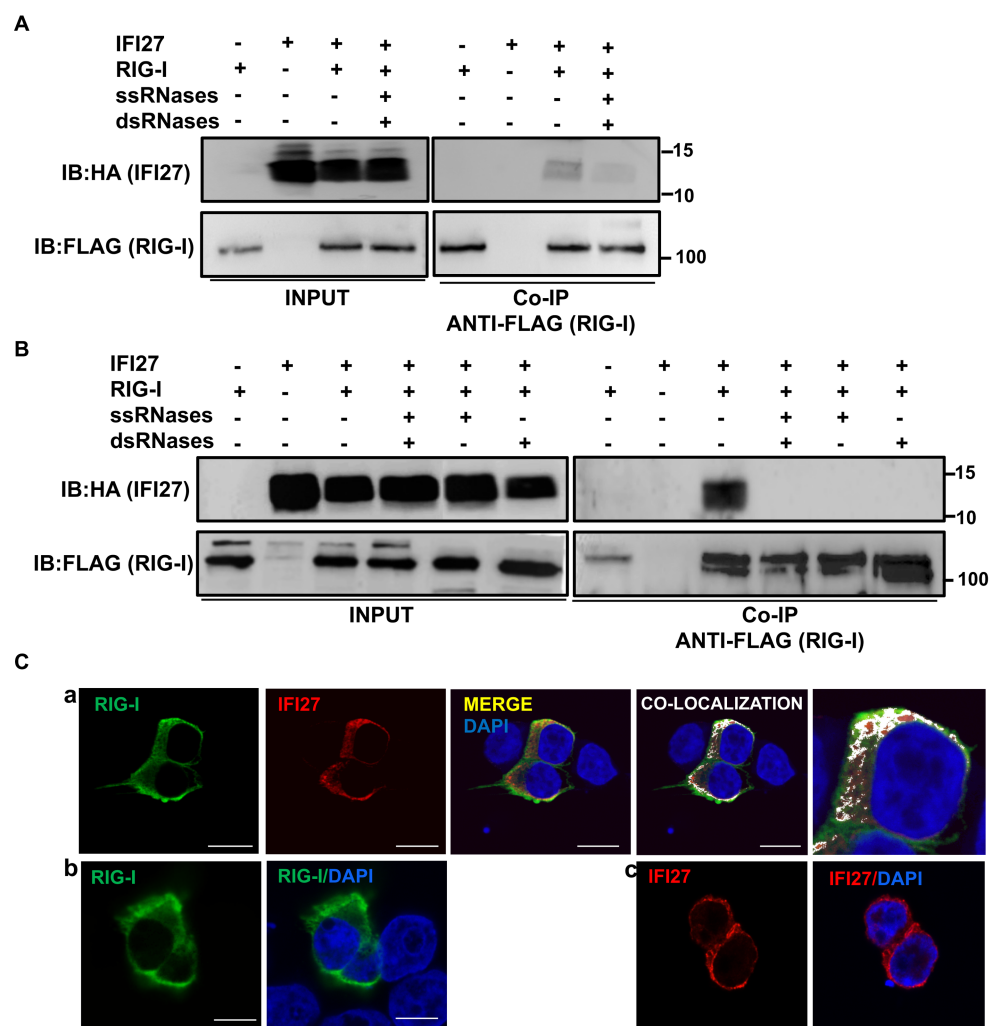 A
IFI27 - + + + - + + +
RIG-I + - + + + - + +
ssRNases - - - + - - - +
dsRNases - - - + - - - +
IB:HA (IFI27)
15
10
IB:FLAG (RIG-I)
100
INPUT
Co-IP
ANTI-FLAG (RIG-I)
B
IFI27 - + + + + + - + + + + +
RIG-I + - + + + + + - + + + +
ssRNases - - - + + - - - - + + -
dsRNases - - - + - + - - - + - +
IB:HA (IFI27)
15
10
IB:FLAG (RIG-I)
100
INPUT
Co-IP
ANTI-FLAG (RIG-I)
C
a
RIG-I
IFI27
MERGE
DAPI
CO-LOCALIZATION
b
RIG-I
RIG-I/DAPI
c
IFI27
IFI27/DAPI